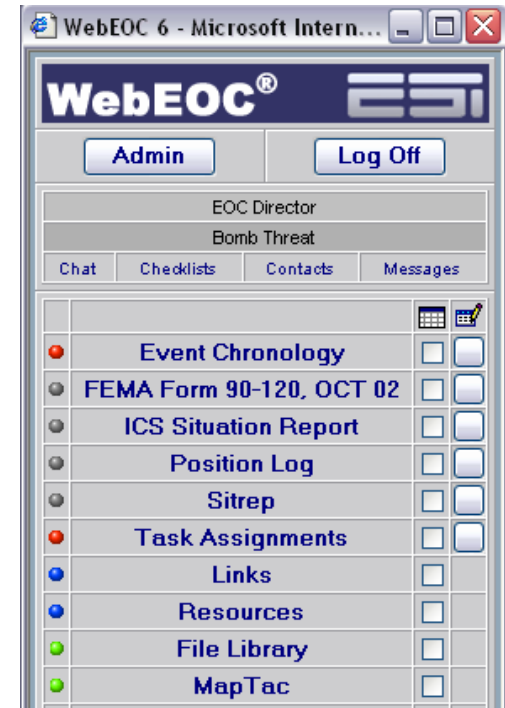 WebEOC 6 - Microsoft Intern...
WebEOC® ESi
Admin Log Off
EOC Director
Bomb Threat
Chat Checklists Contacts Messages
Event Chronology
FEMA Form 90-120, OCT 02
ICS Situation Report
Position Log
Sitrep
Task Assignments
Links
Resources
File Library
MapTac